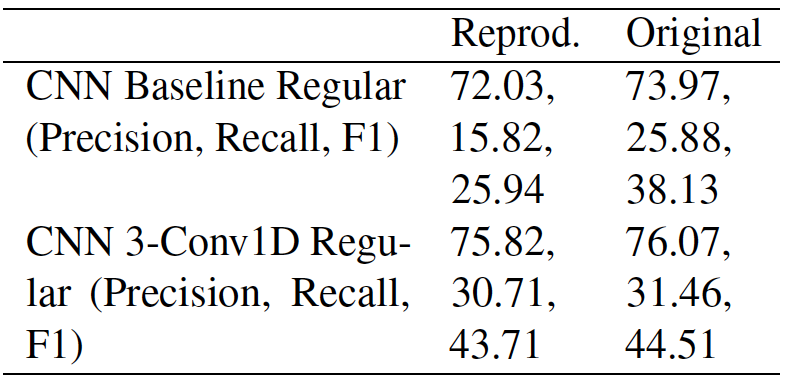 Reprod. Original
CNN Baseline Regular 72.03, 73.97,
(Precision, Recall, F1) 15.82, 25.88,
25.94 38.13
CNN 3-Conv1D Regu- 75.82, 76.07,
lar (Precision, Recall, 30.71, 31.46,
F1) 43.71 44.51